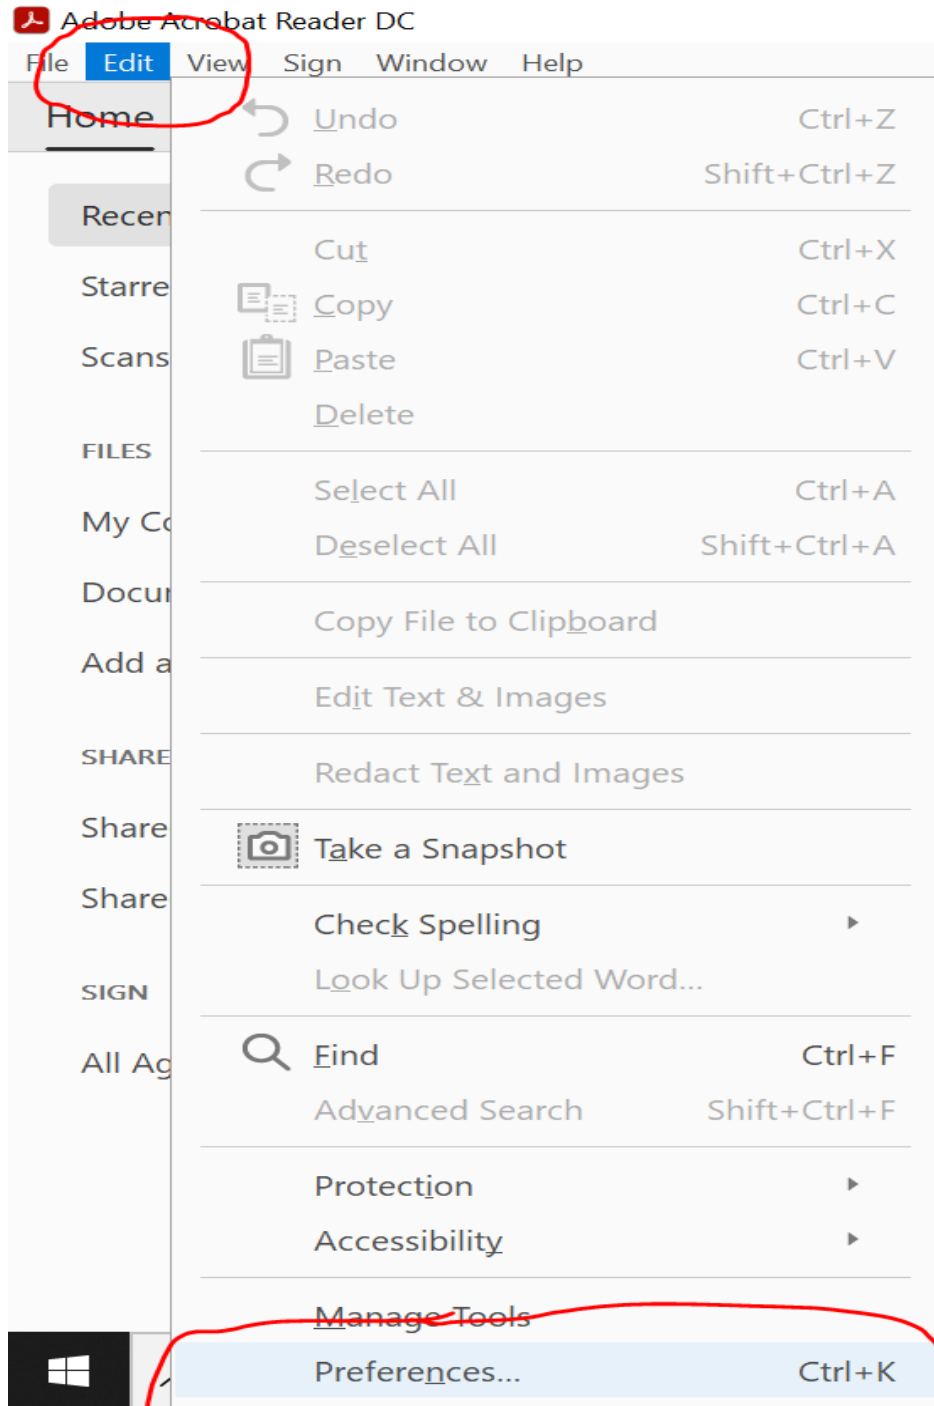 Adobe Acrobat Reader DC
File Edit View Sign Window Help
Home
Undo Ctrl+Z
Redo Shift+Ctrl+Z
Recen
Cut Ctrl+X
Starre
Copy Ctrl+C
Scans
Paste Ctrl+V
Delete
FILES
Select All Ctrl+A
My Co
Deselect All Shift+Ctrl+A
Docur
Copy File to Clipboard
Add a
Edit Text & Images
SHARE
Redact Text and Images
Share
Take a Snapshot
Share
Check Spelling
Look Up Selected Word...
SIGN
Find Ctrl+F
All Ag
Advanced Search Shift+Ctrl+F
Protection
Accessibility
Manage Tools
Preferences... Ctrl+K